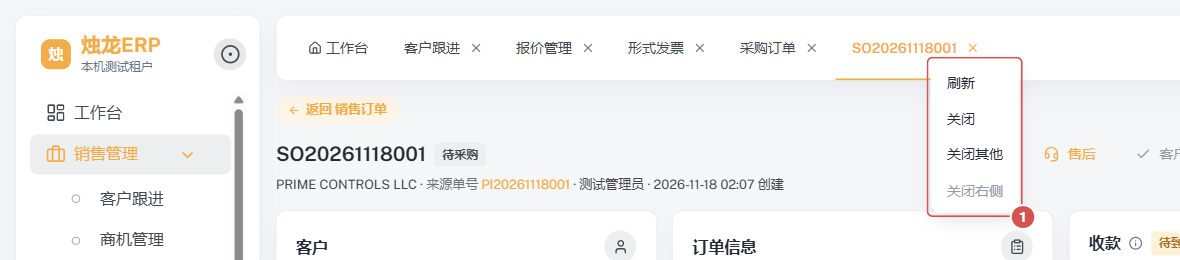 烛
烛龙ERP
本机测试租户
工作台
客户跟进
报价管理
形式发票
采购订单
SO20261118001
刷新
关闭
关闭其他
关闭右侧
1
工作台
销售管理
客户跟进
商机管理
← 返回 销售订单
SO20261118001 待采购
售后
PRIME CONTROLS LLC · 来源单号 PI20261118001 · 测试管理员 · 2026-11-18 02:07 创建
客户
订单信息
收款